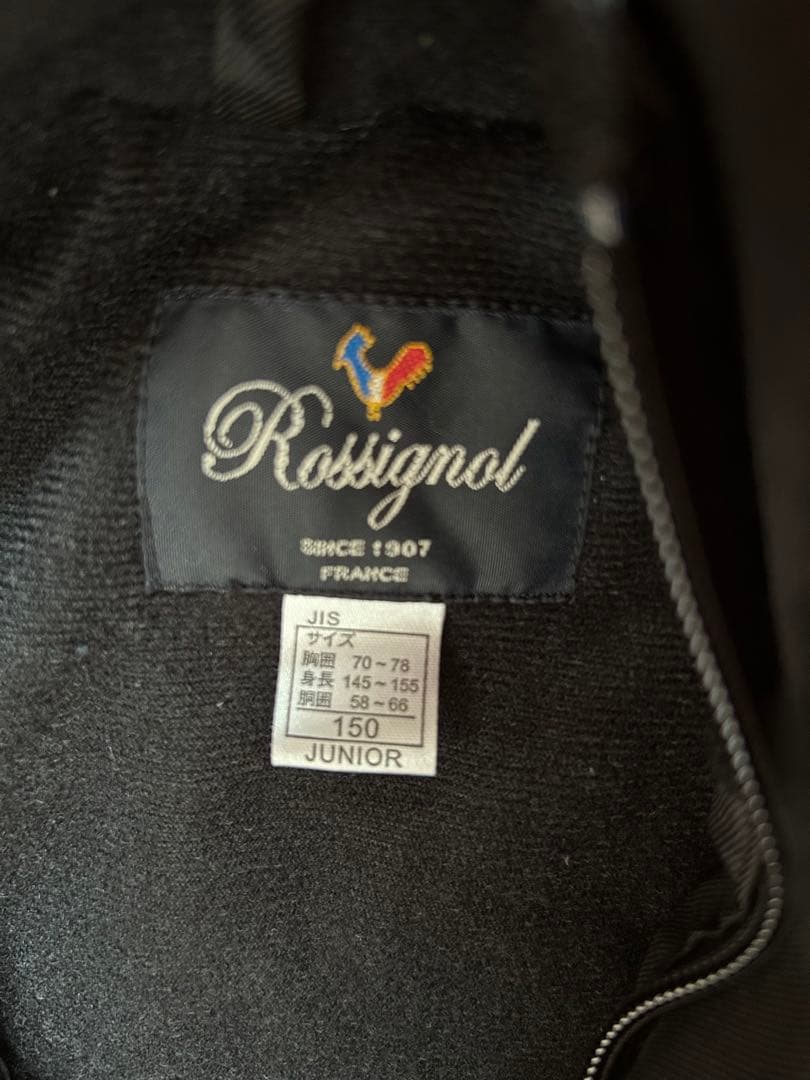 Rossignol
SINCE 1907
FRANCE
JIS
サイズ
胸囲 70~78
身長 145~155
胴囲 58~66
150
JUNIOR